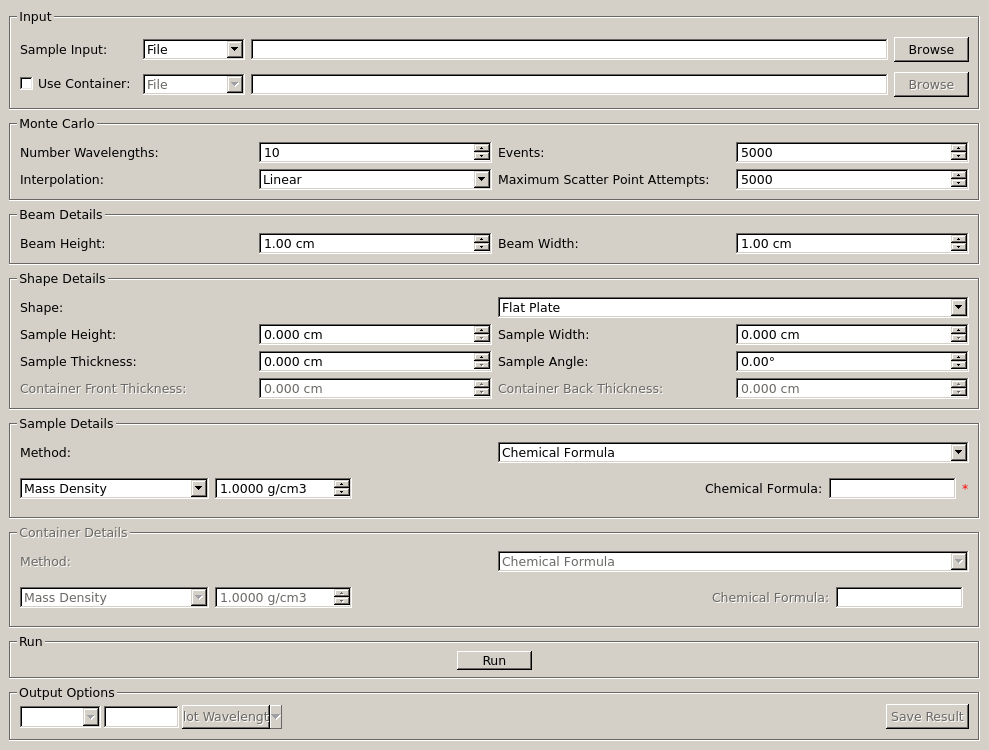 Input
Sample Input: File Browse
Use Container: File Browse
Monte Carlo
Number Wavelengths: 10 Events: 5000
Interpolation: Linear Maximum Scatter Point Attempts: 5000
Beam Details
Beam Height: 1.00 cm Beam Width: 1.00 cm
Shape Details
Shape: Flat Plate
Sample Height: 0.000 cm Sample Width: 0.000 cm
Sample Thickness: 0.000 cm Sample Angle: 0.00°
Container Front Thickness: 0.000 cm Container Back Thickness: 0.000 cm
Sample Details
Method: Chemical Formula
Mass Density 1.0000 g/cm3 Chemical Formula: *
Container Details
Method: Chemical Formula
Mass Density 1.0000 g/cm3 Chemical Formula:
Run
Run
Output Options
lot Wavelengt Save Result